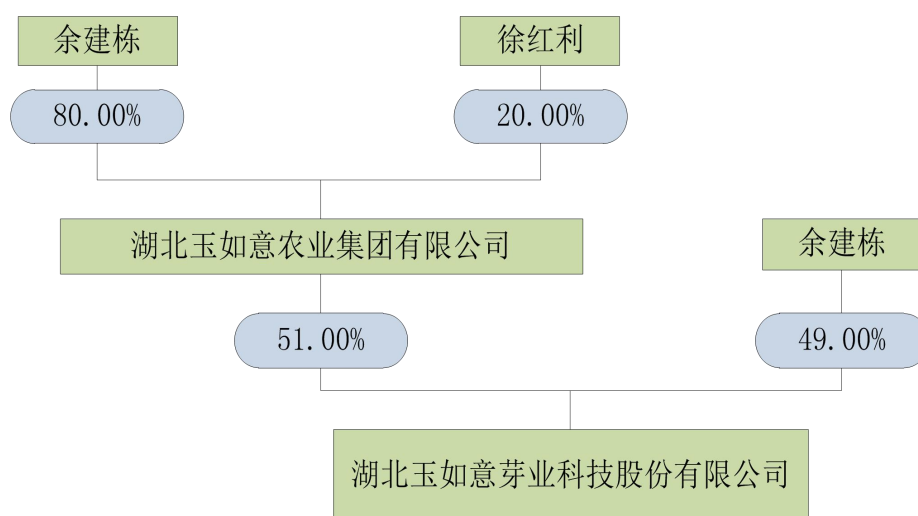 余建栋
徐红利
80.00%
20.00%
湖北玉如意农业集团有限公司
余建栋
51.00%
49.00%
湖北玉如意芽业科技股份有限公司